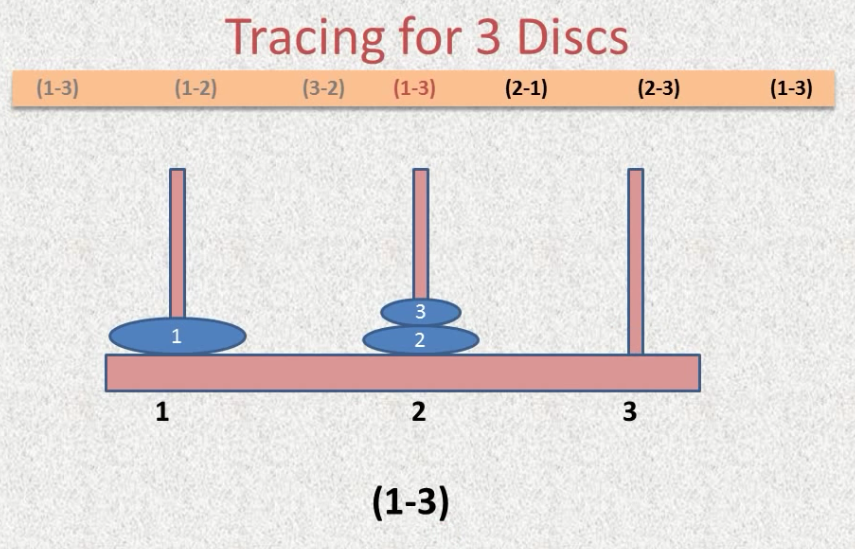 Tracing for 3 Discs
(1-3) (1-2) (3-2) (1-3) (2-1) (2-3) (1-3)
3
1 2
1 2 3
(1-3)